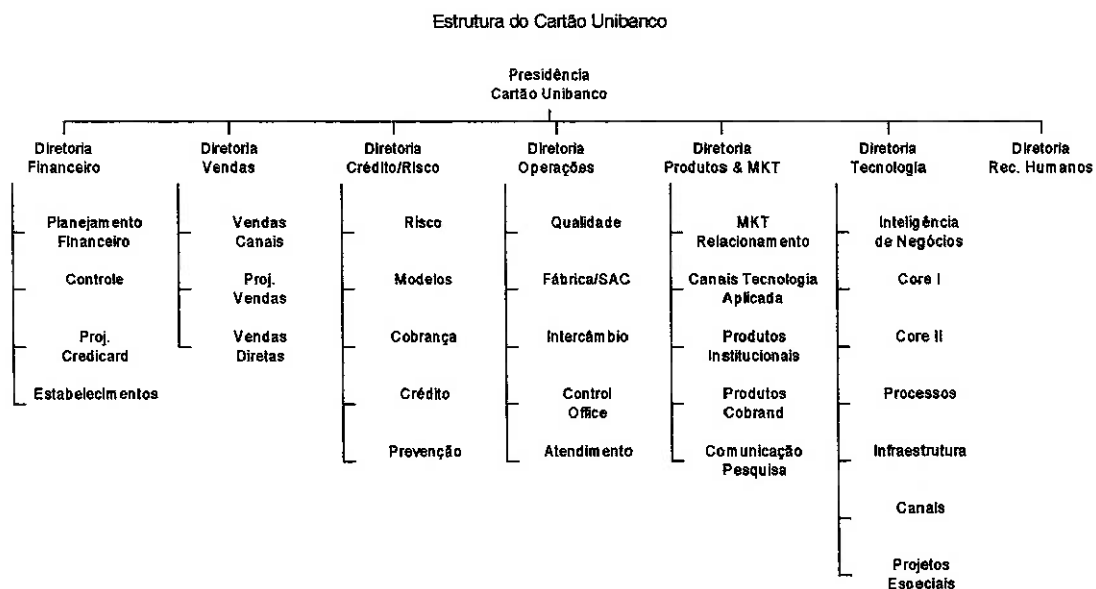 Estrutura do Cartão Unibanco
Presidência
Cartão Unibanco
Diretoria
Financeiro
Diretoria
Vendas
Diretoria
Crédito/Risco
Diretoria
Operações
Diretoria
Produtos & MKT
Diretoria
Tecnologia
Diretoria
Rec. Humanos
Planejamento
Financeiro
Controle
Proj.
Credicard
Estabelecimentos
Vendas
Canais
Proj.
Vendas
Vendas
Diretas
Risco
Modelos
Cobrança
Crédito
Prevenção
Qualidade
Fábrica/SAC
Intercâmbio
Control
Office
Atendimento
MKT
Relacionamento
Canais Tecnologia
Aplicada
Produtos
Institucionais
Produtos
Cobrand
Comunicação
Pesquisa
Inteligência
de Negócios
Core I
Core II
Processos
Infraestrutura
Canais
Projetos
Especiais